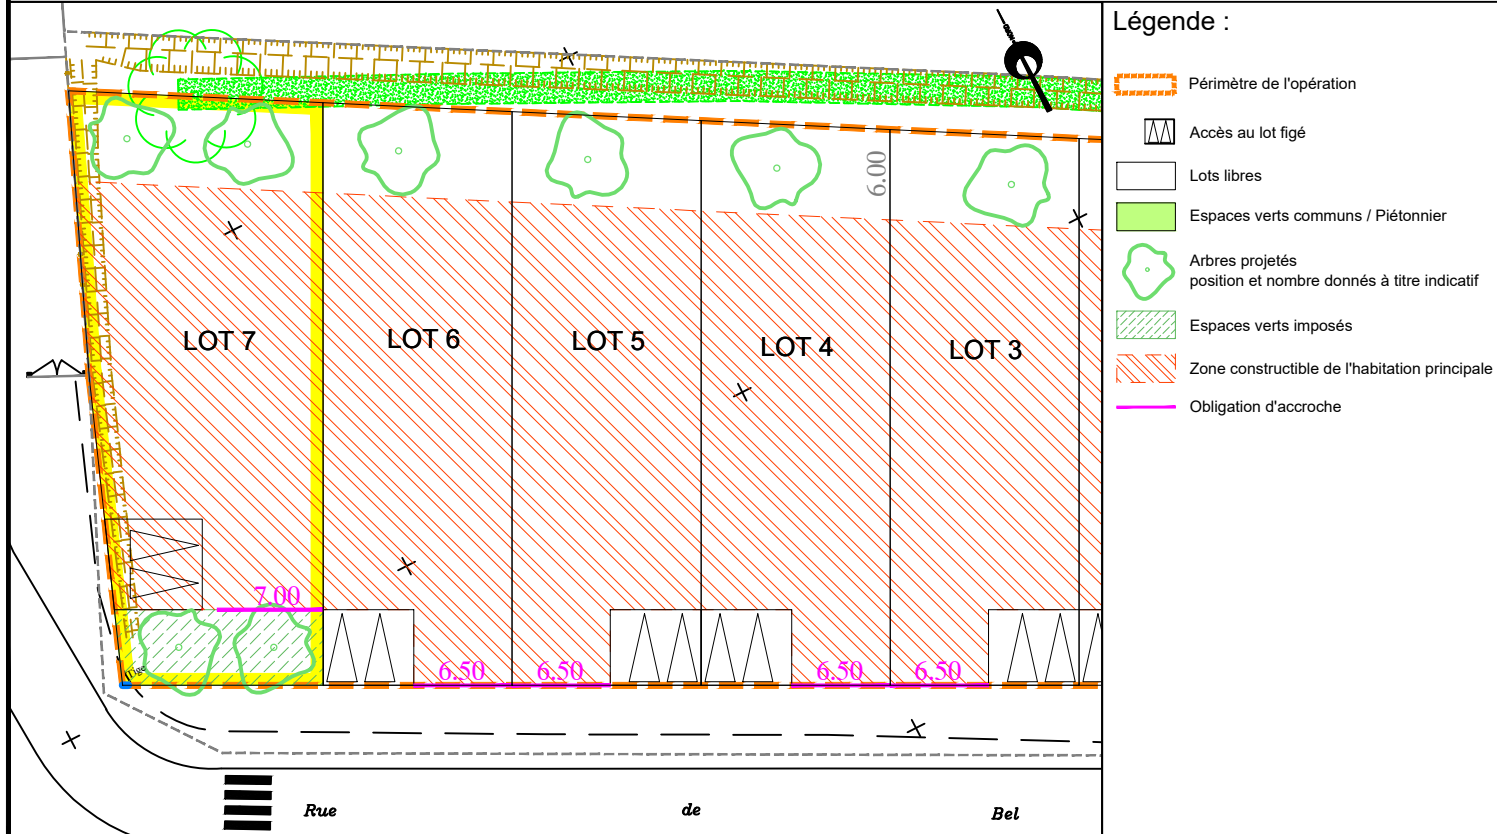 Légende :
Périmètre de l'opération
Accès au lot figé
Lots libres
Espaces verts communs / Piétonnier
Arbres projetés
position et nombre donnés à titre indicatif
Espaces verts imposés
Zone constructible de l'habitation principale
Obligation d'accroche
6.00
LOT 7
LOT 6
LOT 5
LOT 4
LOT 3
7.00
6.50
6.50
6.50
6.50
Rue
de
Bel